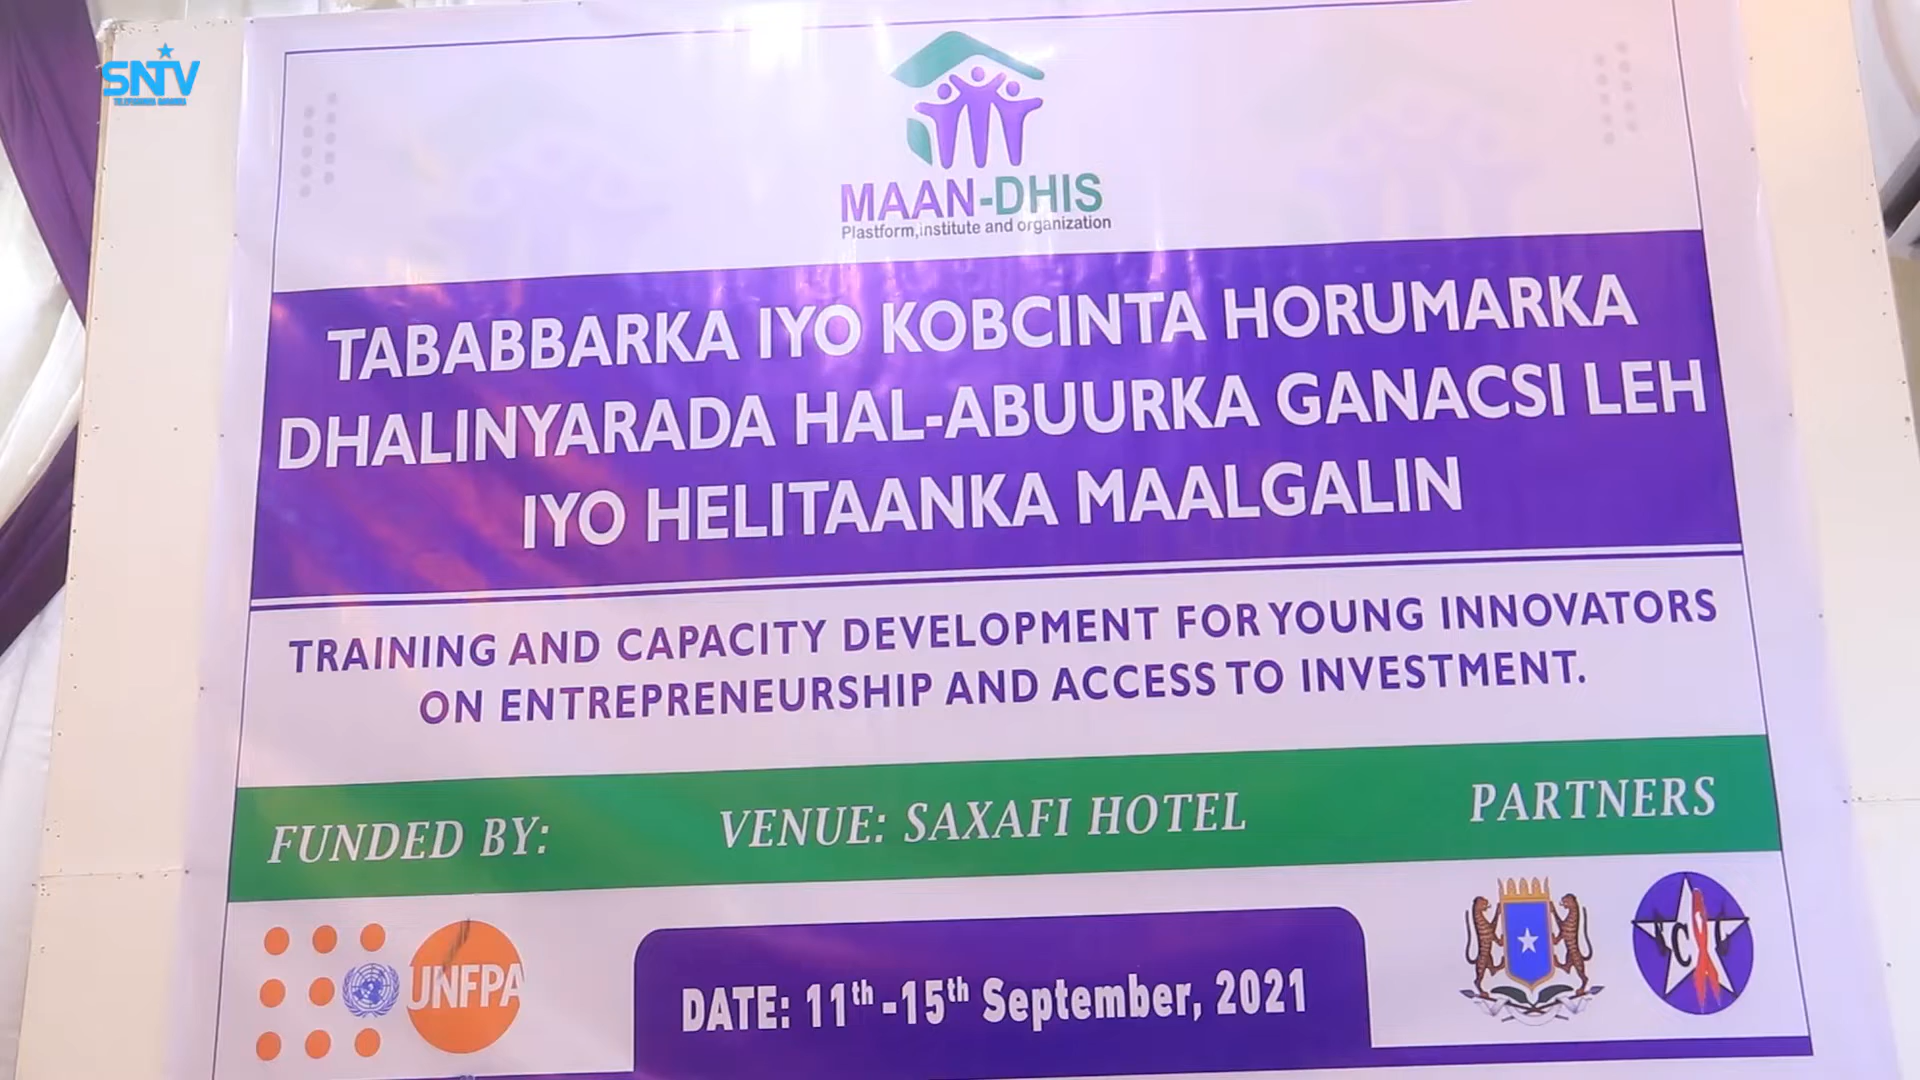 SNTV
MAAN-DHIS
Plastform,institute and organization
TABABBARKA IYO KOBCINTA HORUMARKA
DHALINYARADA HAL-ABUURKA GANACSI LEH
IYO HELITAANKA MAALGALIN
TRAINING AND CAPACITY DEVELOPMENT FOR YOUNG INNOVATORS
ON ENTREPRENEURSHIP AND ACCESS TO INVESTMENT.
FUNDED BY: VENUE: SAXAFI HOTEL PARTNERS
UNFPA
DATE: 11th -15th September, 2021